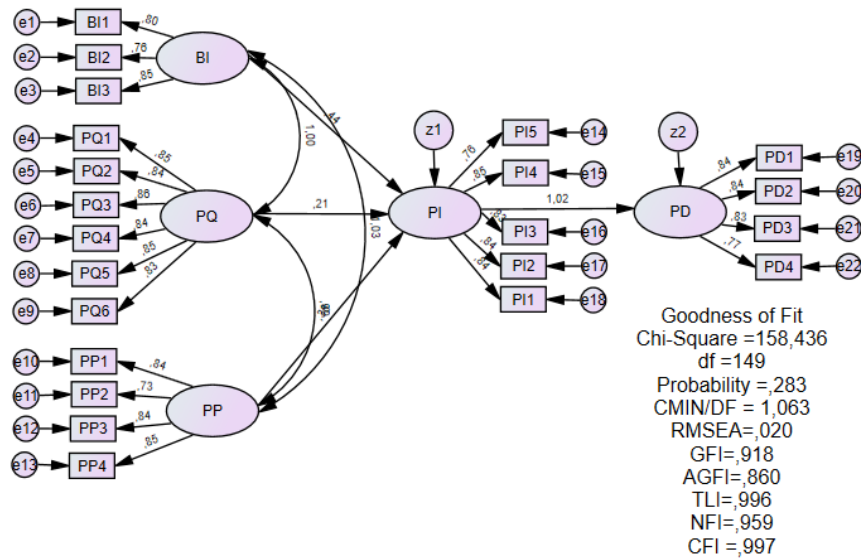 e1 BI1 ,80
e2 BI2 ,76 BI
e3 BI3 ,85
,44
1,00
z1
z2
e4 PQ1 ,85
e5 PQ2 ,84
e6 PQ3 ,86 PQ
e7 PQ4 ,84
e8 PQ5 ,85
e9 PQ6 ,83
,21
PI
,76 PI5 e14
,85 PI4 e15
,83 PI3 e16
,84 PI2 e17
,84 PI1 e18
1,02
PD
,84 PD1 e19
,84 PD2 e20
,83 PD3 e21
,77 PD4 e22
e10 PP1 ,84
e11 PP2 ,73 PP
e12 PP3 ,84
e13 PP4 ,85
Goodness of Fit
Chi-Square =158,436
df =149
Probability =,283
CMIN/DF = 1,063
RMSEA=,020
GFI=,918
AGFI=,860
TLI=,996
NFI=,959
CFI =,997